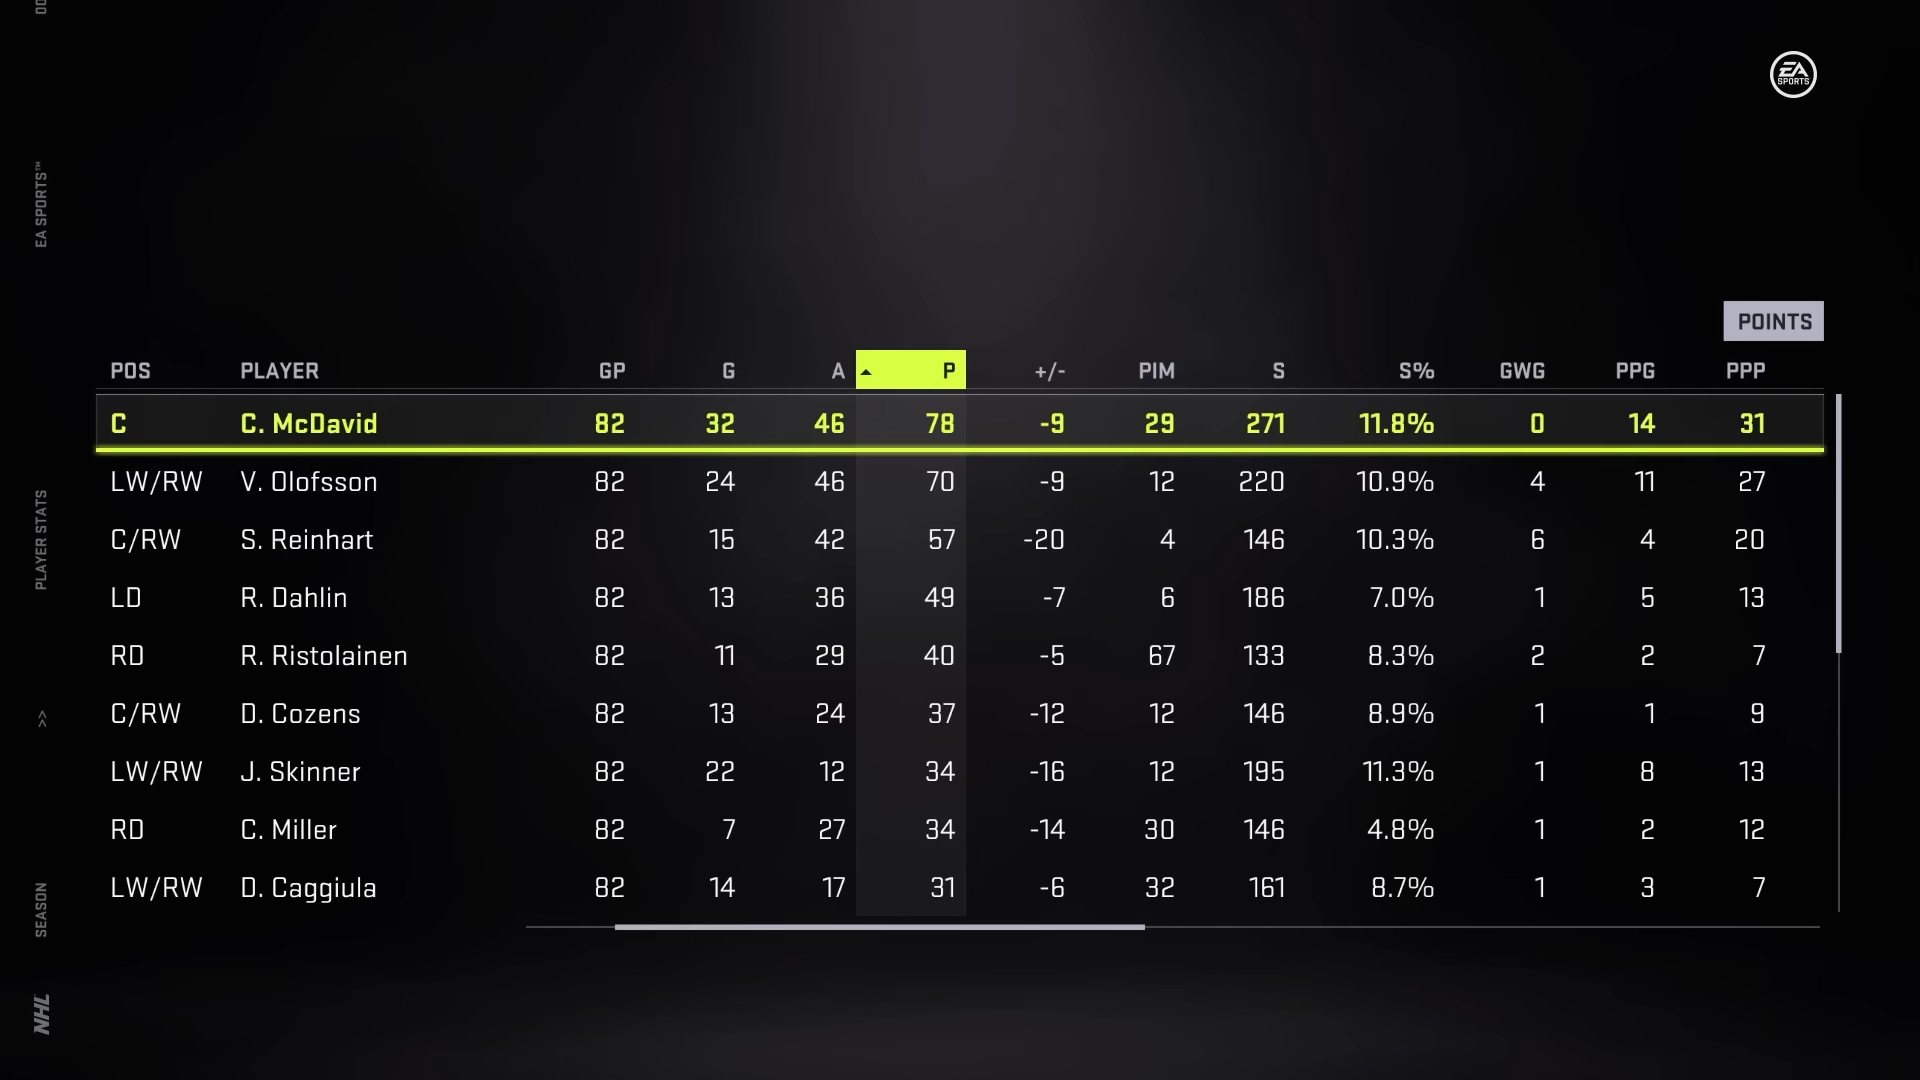 EA SPORTS
POINTS
POS PLAYER GP G A P +/- PIM S S% GWG PPG PPP
C C. McDavid 82 32 46 78 -9 29 271 11.8% 0 14 31
LW/RW V. Olofsson 82 24 46 70 -9 12 220 10.9% 4 11 27
C/RW S. Reinhart 82 15 42 57 -20 4 146 10.3% 6 4 20
LD R. Dahlin 82 13 36 49 -7 6 186 7.0% 1 5 13
RD R. Ristolainen 82 11 29 40 -5 67 133 8.3% 2 2 7
C/RW D. Cozens 82 13 24 37 -12 12 146 8.9% 1 1 9
LW/RW J. Skinner 82 22 12 34 -16 12 195 11.3% 1 8 13
RD C. Miller 82 7 27 34 -14 30 146 4.8% 1 2 12
LW/RW D. Caggiula 82 14 17 31 -6 32 161 8.7% 1 3 7
NHL SEASON >> PLAYER STATS EA SPORTS™